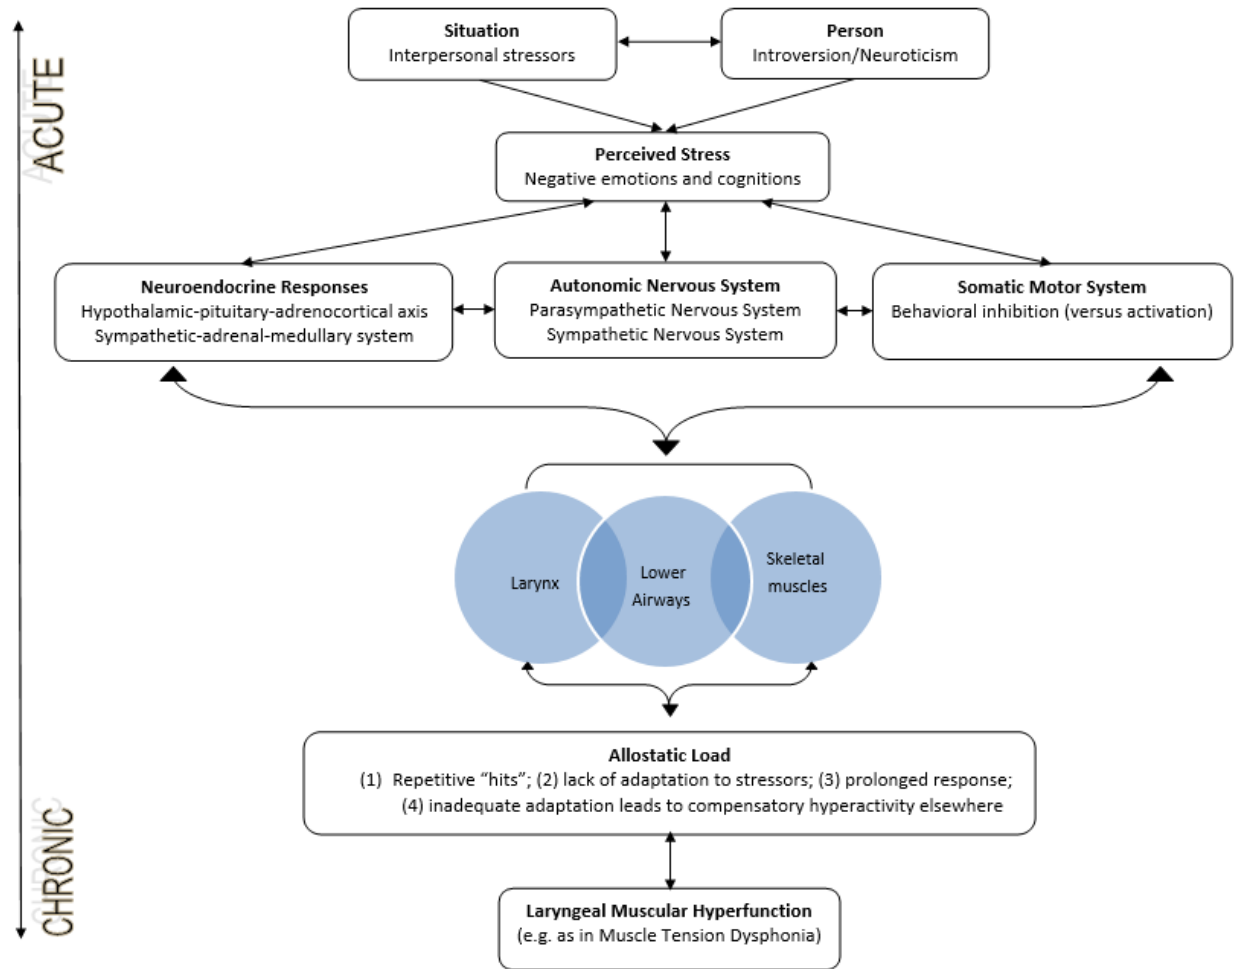 ACUTE
Situation
Interpersonal stressors
Person
Introversion/Neuroticism
Perceived Stress
Negative emotions and cognitions
Neuroendocrine Responses
Hypothalamic-pituitary-adrenocortical axis
Sympathetic-adrenal-medullary system
Autonomic Nervous System
Parasympathetic Nervous System
Sympathetic Nervous System
Somatic Motor System
Behavioral inhibition (versus activation)
Larynx
Lower
Airways
Skeletal
muscles
Allostatic Load
(1) Repetitive “hits”; (2) lack of adaptation to stressors; (3) prolonged response;
(4) inadequate adaptation leads to compensatory hyperactivity elsewhere
CHRONIC
Laryngeal Muscular Hyperfunction
(e.g. as in Muscle Tension Dysphonia)